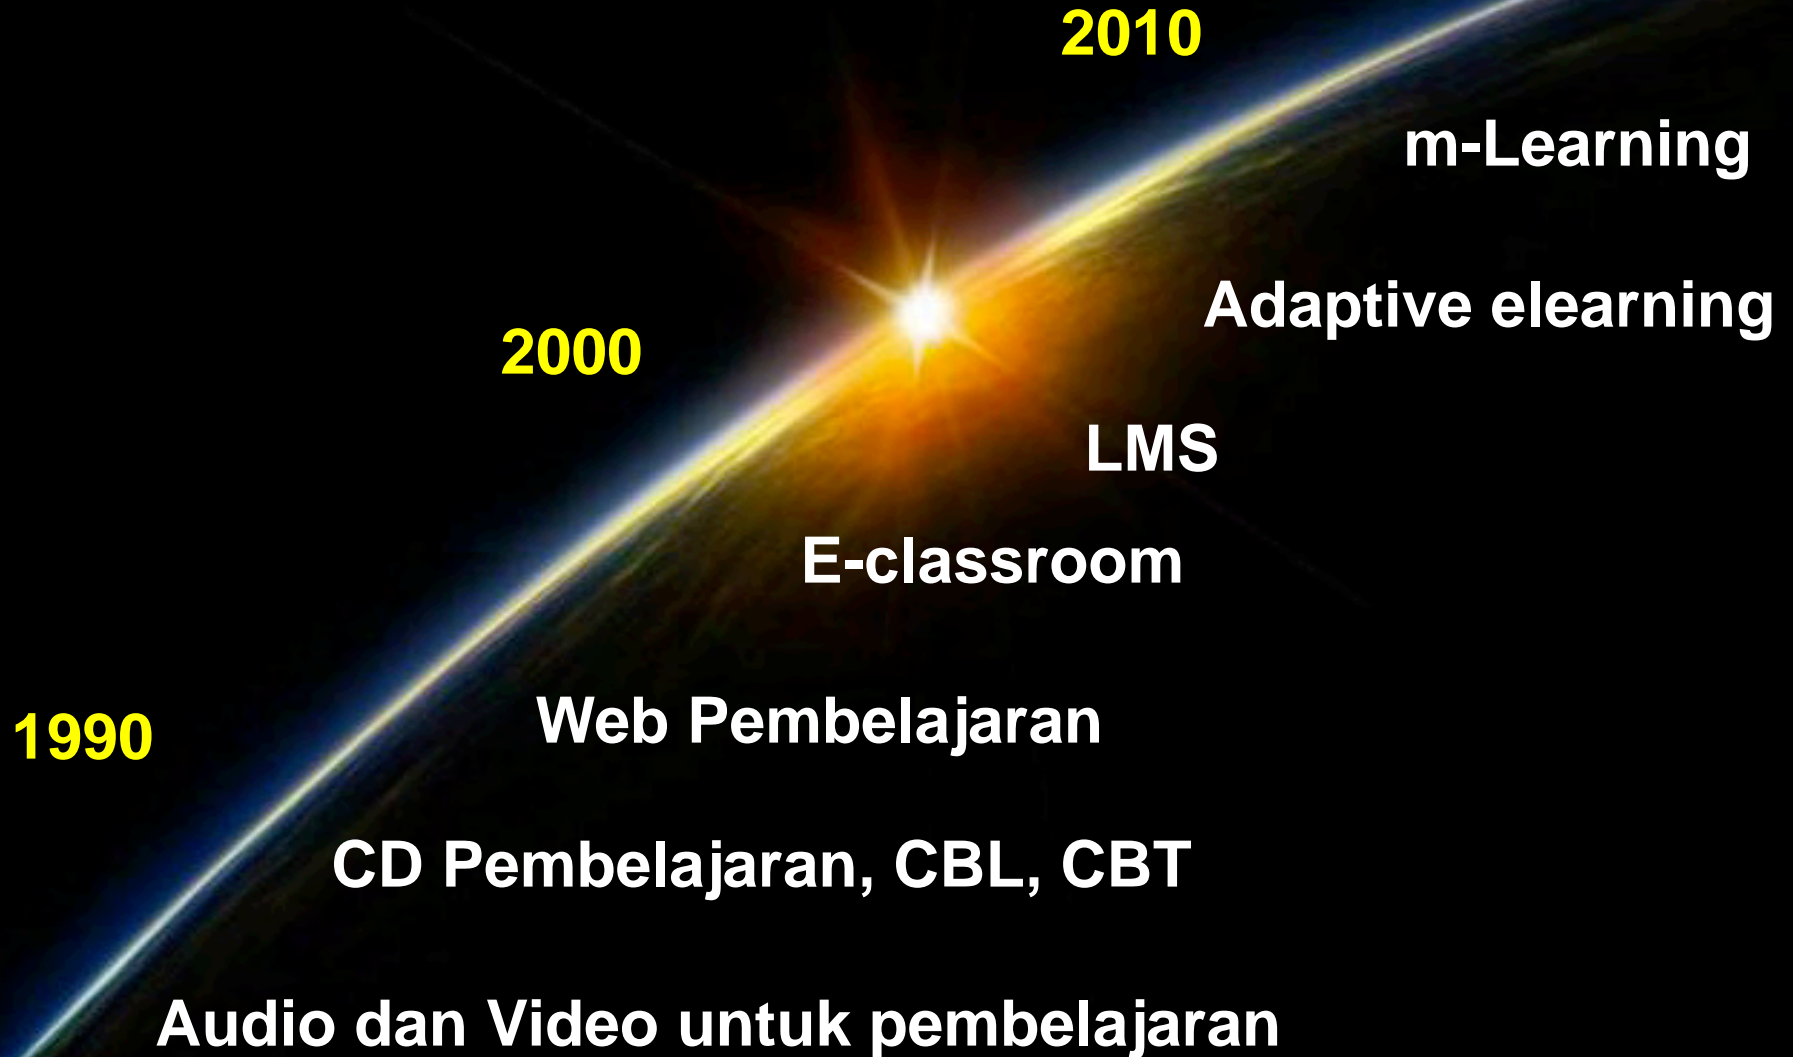 2010
m-Learning
Adaptive elearning
2000
LMS
E-classroom
Web Pembelajaran
1990
CD Pembelajaran, CBL, CBT
Audio dan Video untuk pembelajaran